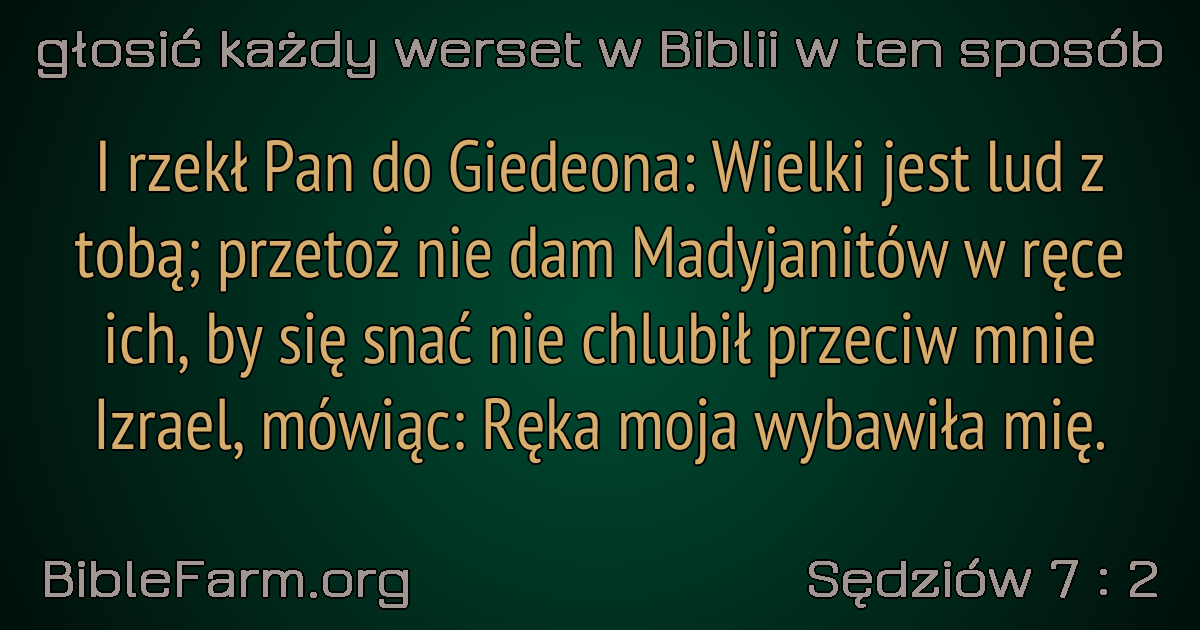 głosić każdy werset w Biblii w ten sposób
I rzekł Pan do Giedeona: Wielki jest lud z
tobą; przetoż nie dam Madyjanitów w ręce
ich, by się snać nie chlubił przeciw mnie
Izrael, mówiąc: Ręka moja wybawiła mię.
BibleFarm.org
Sędziów 7 : 2